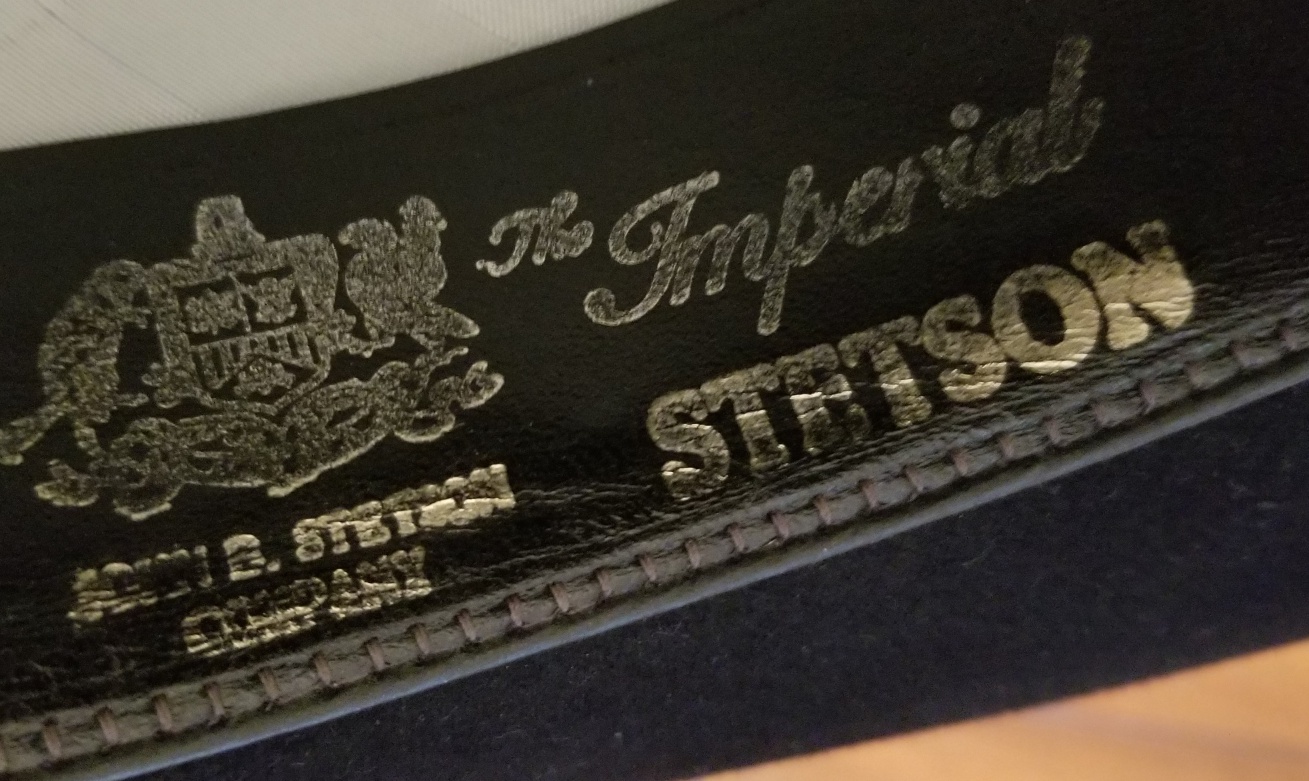 The Imperial
STETSON
JOHN B. STETSON
COMPANY